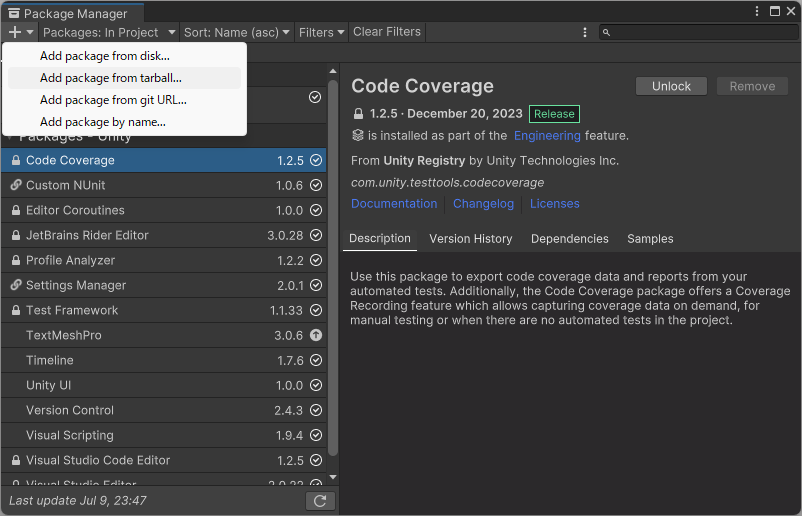 Package Manager
Packages: In Project
Sort: Name (asc)
Filters
Clear Filters
Add package from disk...
Add package from tarball...
Add package from git URL...
Add package by name...
Packages - Unity
Code Coverage 1.2.5
Custom NUnit 1.0.6
Editor Coroutines 1.0.0
JetBrains Rider Editor 3.0.28
Profile Analyzer 1.2.2
Settings Manager 2.0.1
Test Framework 1.1.33
TextMeshPro 3.0.6
Timeline 1.7.6
Unity UI 1.0.0
Version Control 2.4.3
Visual Scripting 1.9.4
Visual Studio Code Editor 1.2.5
Visual Studio Editor
Last update Jul 9, 23:47
Code Coverage
Unlock
Remove
1.2.5 · December 20, 2023 Release
is installed as part of the Engineering feature.
From Unity Registry by Unity Technologies Inc.
com.unity.testtools.codecoverage
Documentation Changelog Licenses
Description Version History Dependencies Samples
Use this package to export code coverage data and reports from your
automated tests. Additionally, the Code Coverage package offers a Coverage
Recording feature which allows capturing coverage data on demand, for
manual testing or when there are no automated tests in the project.